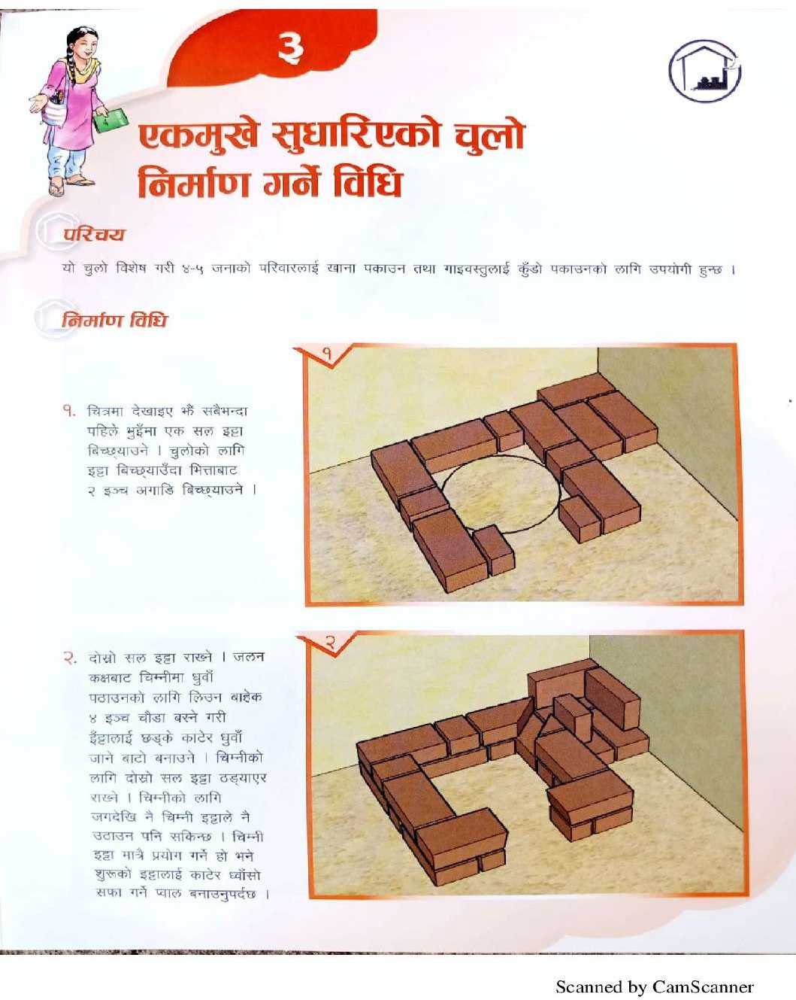 ३
एकमुखे सुधारिएको चुलो
निर्माण गर्ने विधि
परिचय
यो चुलो विशेष गरी ४-५ जनाको परिवारलाई खाना पकाउन तथा गाइवस्तुलाई कुँडो पकाउनको लागि उपयोगी हुन्छ ।
निर्माण विधि
१
१. चित्रमा देखाइए झैं सबैभन्दा
पहिले भुइँमा एक सल इट्टा
बिच्छ्याउने । चुलोको लागि
इट्टा बिच्छ्याउँदा भित्ताबाट
२ इञ्च अगाडि बिच्छ्याउने ।
२
२. दोस्रो सल इट्टा राख्ने । जलन
कक्षबाट चिम्नीमा धुवाँ
पठाउनको लागि लिउन बाहेक
४ इञ्च चौडा बस्ने गरी
इँट्टालाई छड्के काटेर धुवाँ
जाने बाटो बनाउने । चिम्नीको
लागि दोस्रो सल इट्टा ठड्याएर
राख्ने । चिम्नीको लागि
जगदेखि नै चिम्नी इट्टाले नै
उठाउन पनि सकिन्छ । चिम्नी
इट्टा मात्रै प्रयोग गर्ने हो भने
शुरूको इट्टालाई काटेर ध्वाँसो
सफा गर्ने प्वाल बनाउनुपर्दछ ।
Scanned by CamScanner